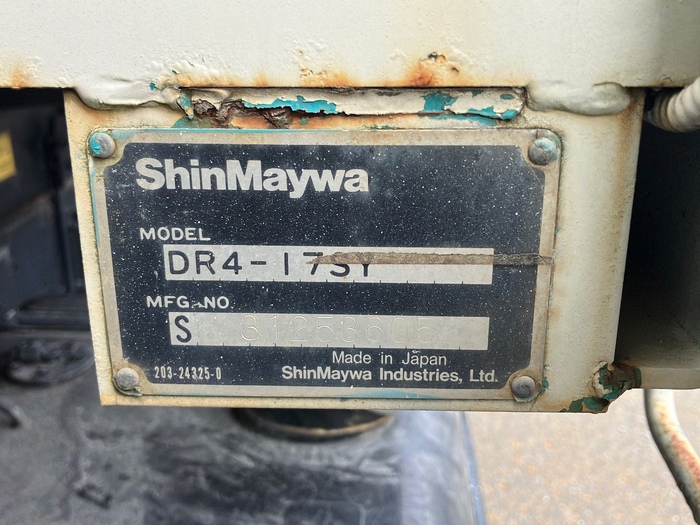 ShinMaywa
MODEL
DR4-17SY
MFG.NO.
S
Made in Japan
203-24325-0
ShinMaywa Industries, Ltd.